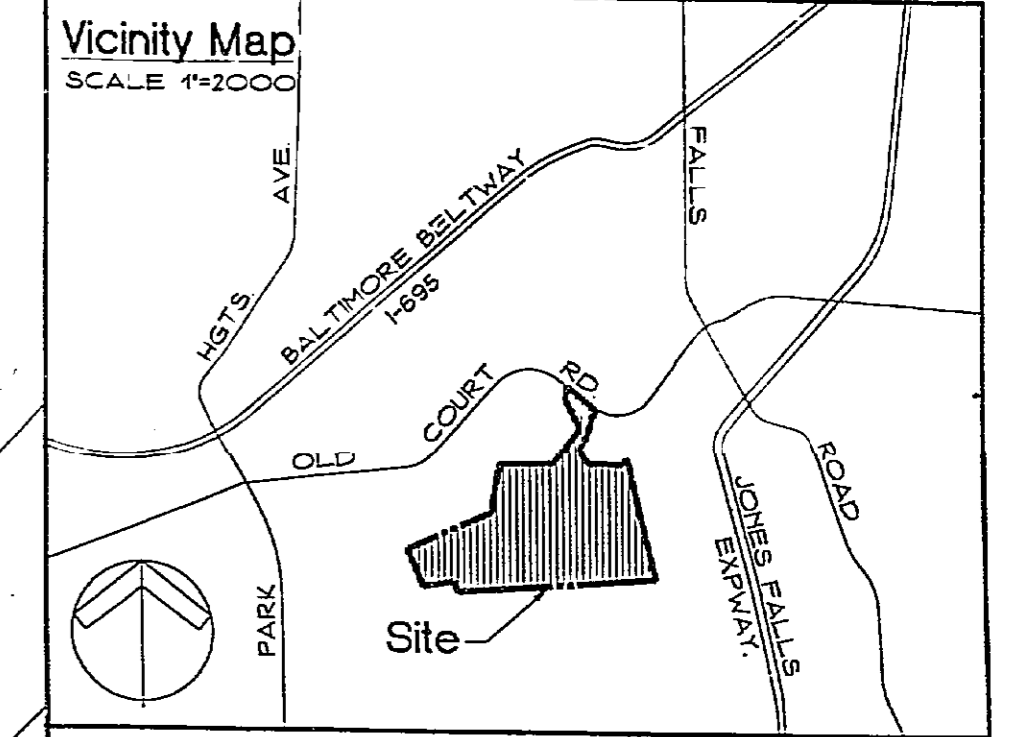 Vicinity Map
SCALE 1"=2000
AVE.
HGTS.
PARK
BALTIMORE BELTWAY
I-695
FALLS
ROAD
OLD
COURT
RD.
JONES FALLS
EXPWAY.
Site